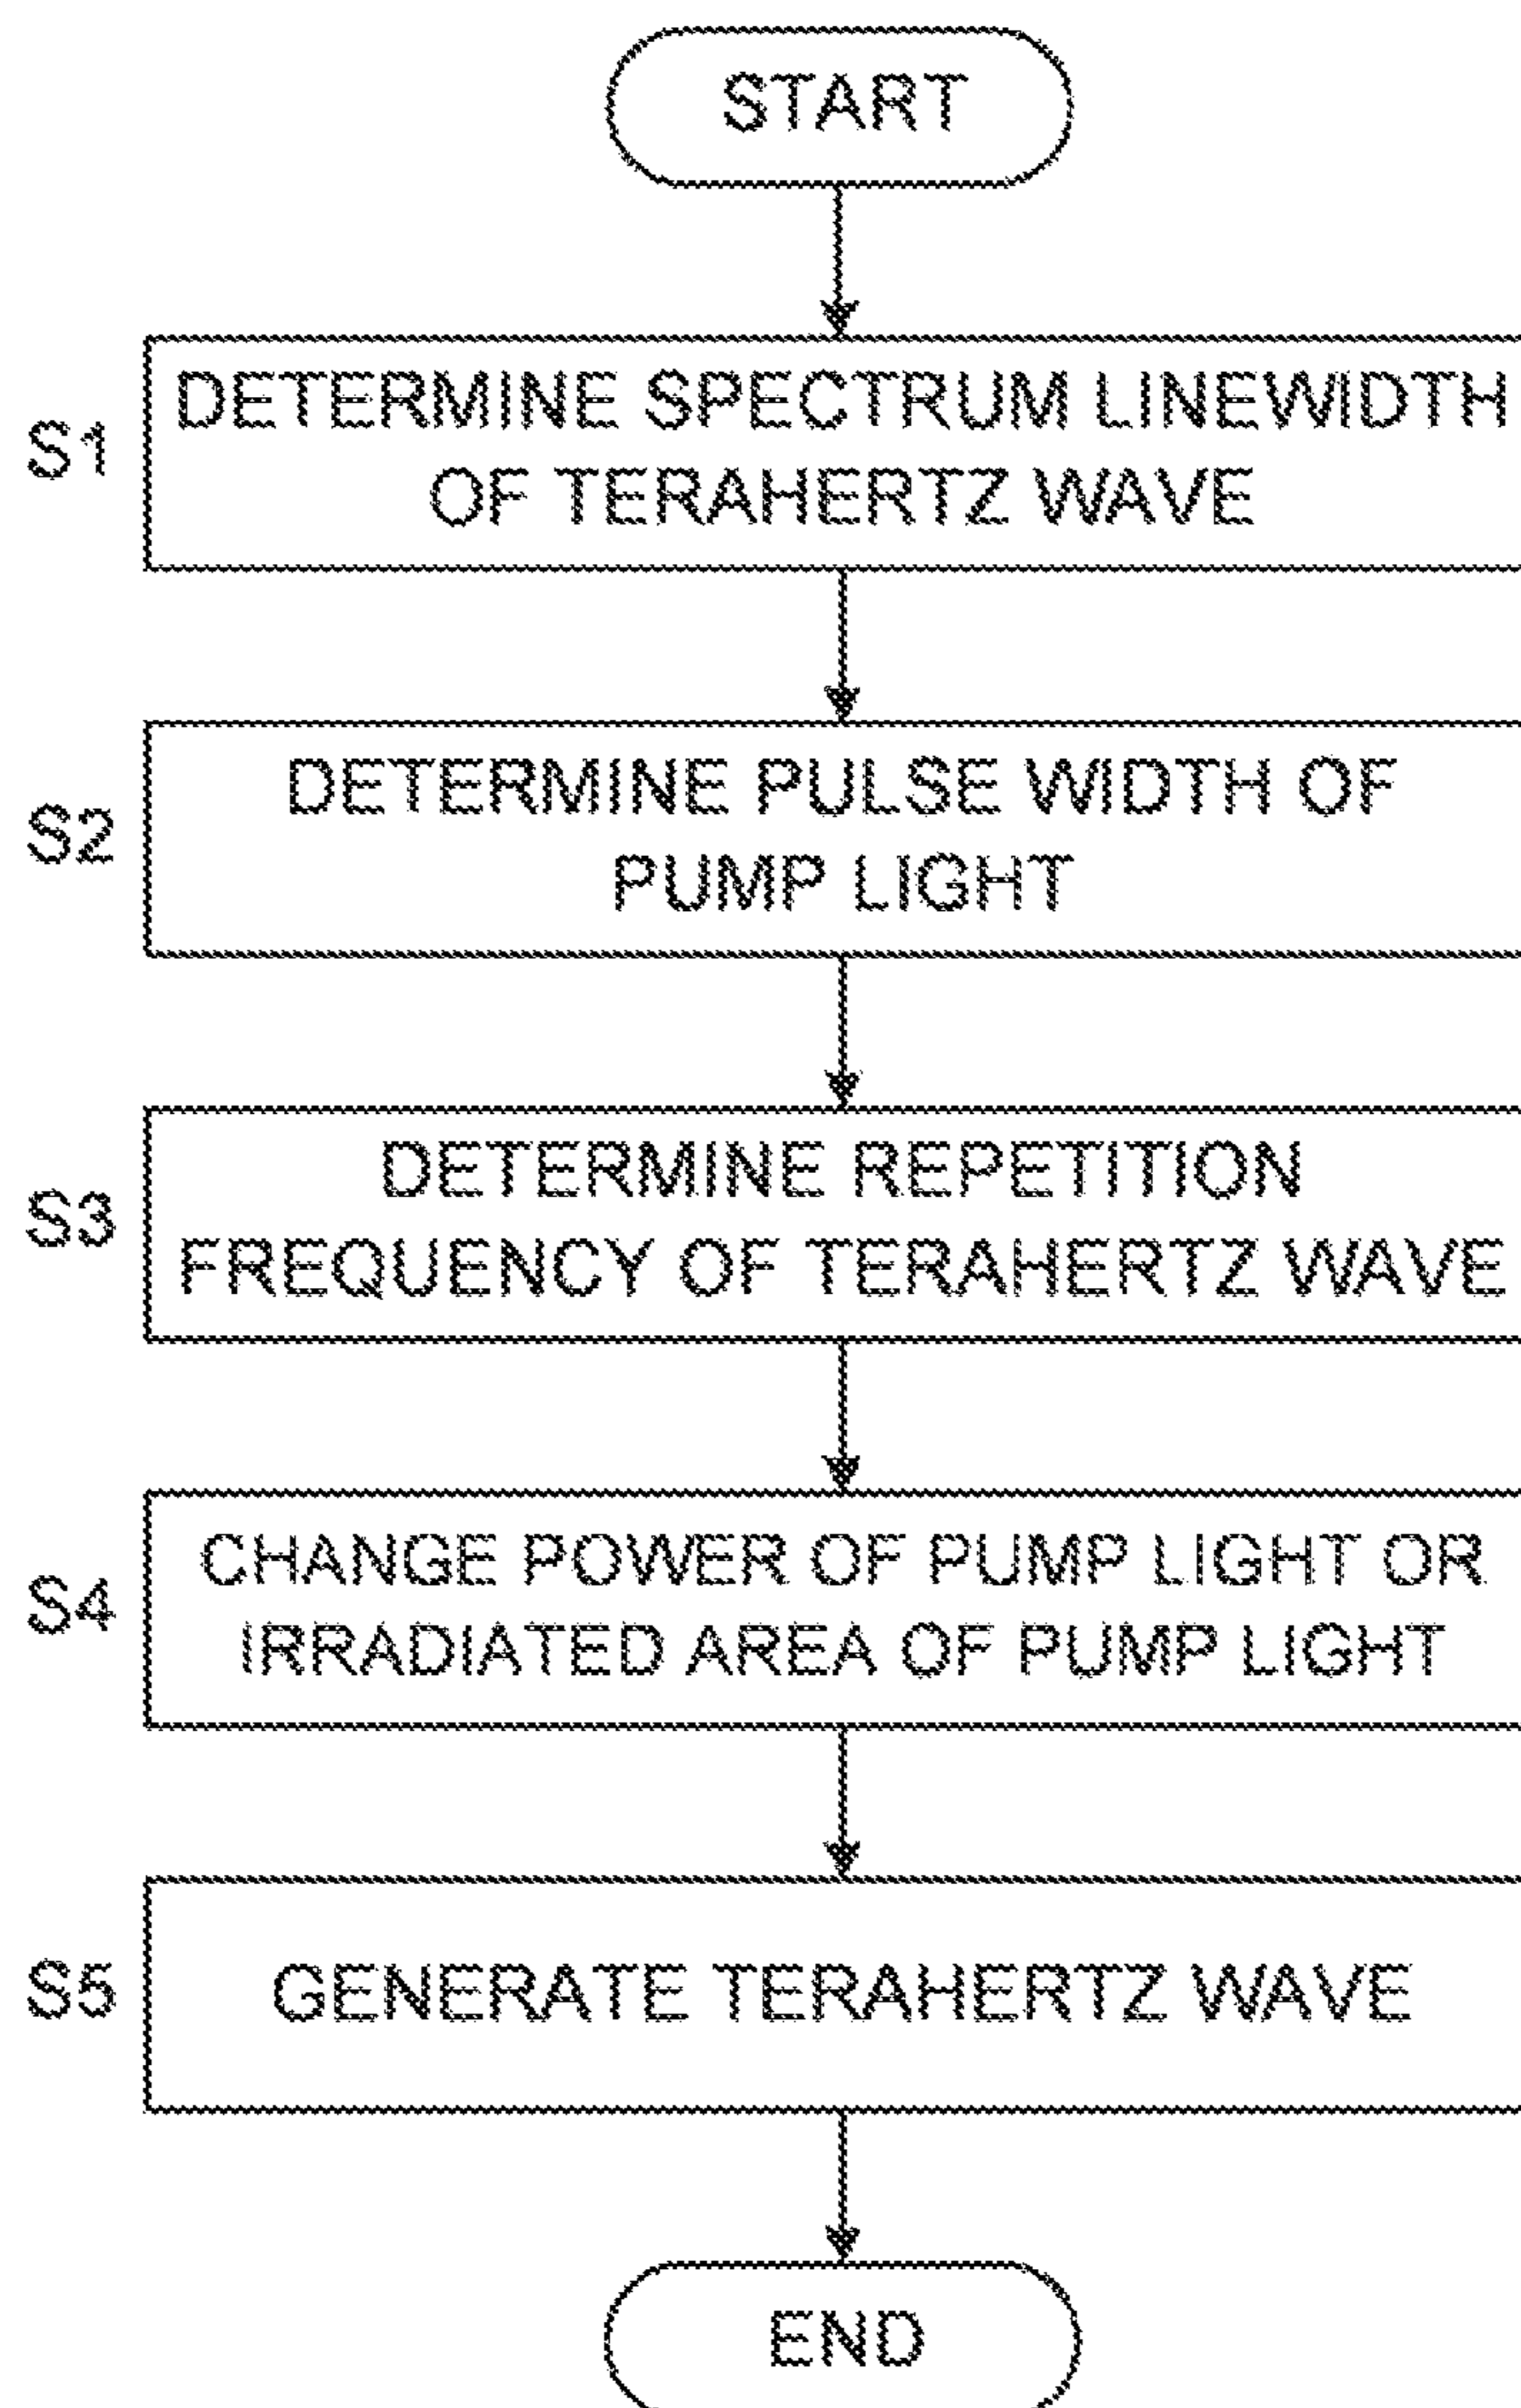 START
S1
DETERMINE SPECTRUM LINEWIDTH
OF TERAHERTZ WAVE
S2
DETERMINE PULSE WIDTH OF
PUMP LIGHT
S3
DETERMINE REPETITION
FREQUENCY OF TERAHERTZ WAVE
S4
CHANGE POWER OF PUMP LIGHT OR
IRRADIATED AREA OF PUMP LIGHT
S5
GENERATE TERAHERTZ WAVE
END